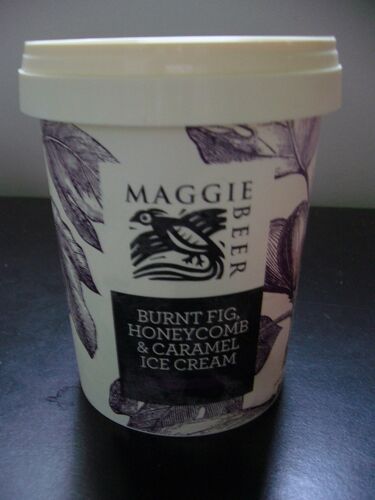 MAGGIE
BEER
BURNT FIG,
HONEYCOMB
& CARAMEL
ICE CREAM